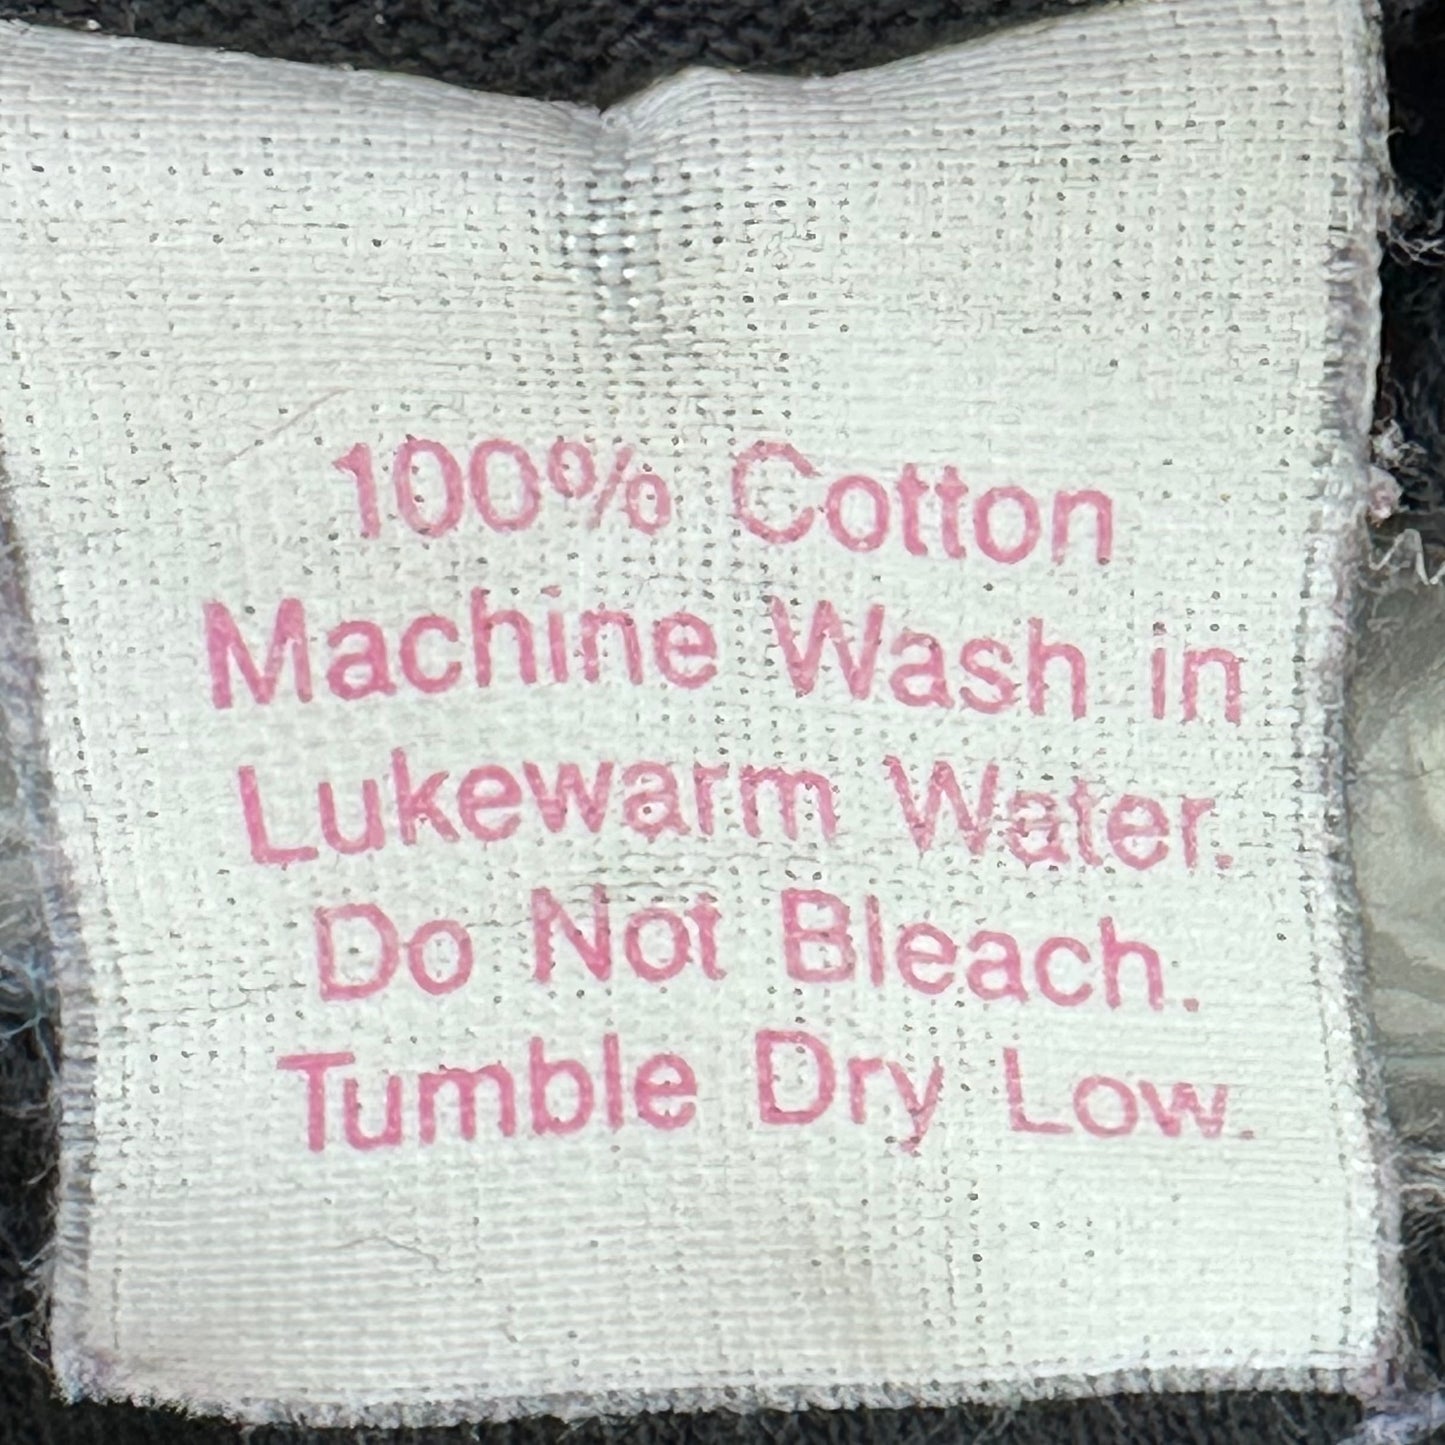 100% Cotton
Machine Wash in
Lukewarm Water.
Do Not Bleach.
Tumble Dry Low.